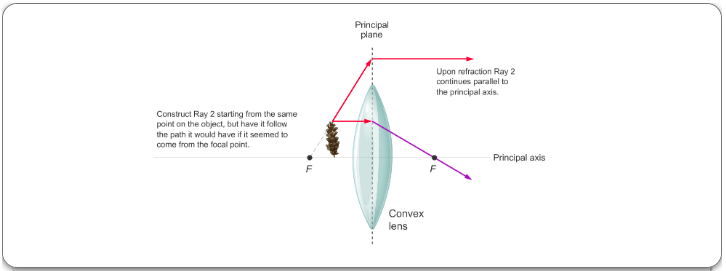 Principal
plane
Upon refraction Ray 2
continues parallel to
the principal axis.
Construct Ray 2 starting from the same
point on the object, but have it follow
the path it would have if it seemed to
come from the focal point.
F
F
Principal axis
Convex
lens